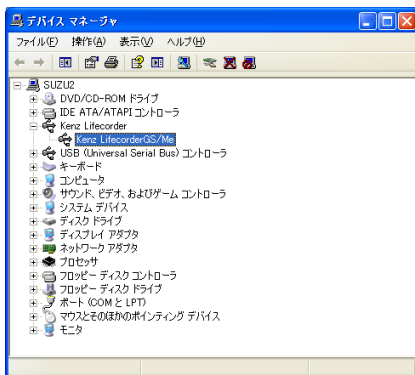 デバイス マネージャ
ファイル(F) 操作(A) 表示(V) ヘルプ(H)
SUZU2
DVD/CD-ROM ドライブ
IDE ATA/ATAPI コントローラ
Kenz Lifecorder
Kenz LifecorderGS/Me
USB (Universal Serial Bus) コントローラ
キーボード
コンピュータ
サウンド、ビデオ、およびゲーム コントローラ
システム デバイス
ディスク ドライブ
ディスプレイ アダプタ
ネットワーク アダプタ
プロセッサ
フロッピー ディスク コントローラ
フロッピー ディスク ドライブ
ポート (COM と LPT)
マウスとそのほかのポインティング デバイス
モニタ